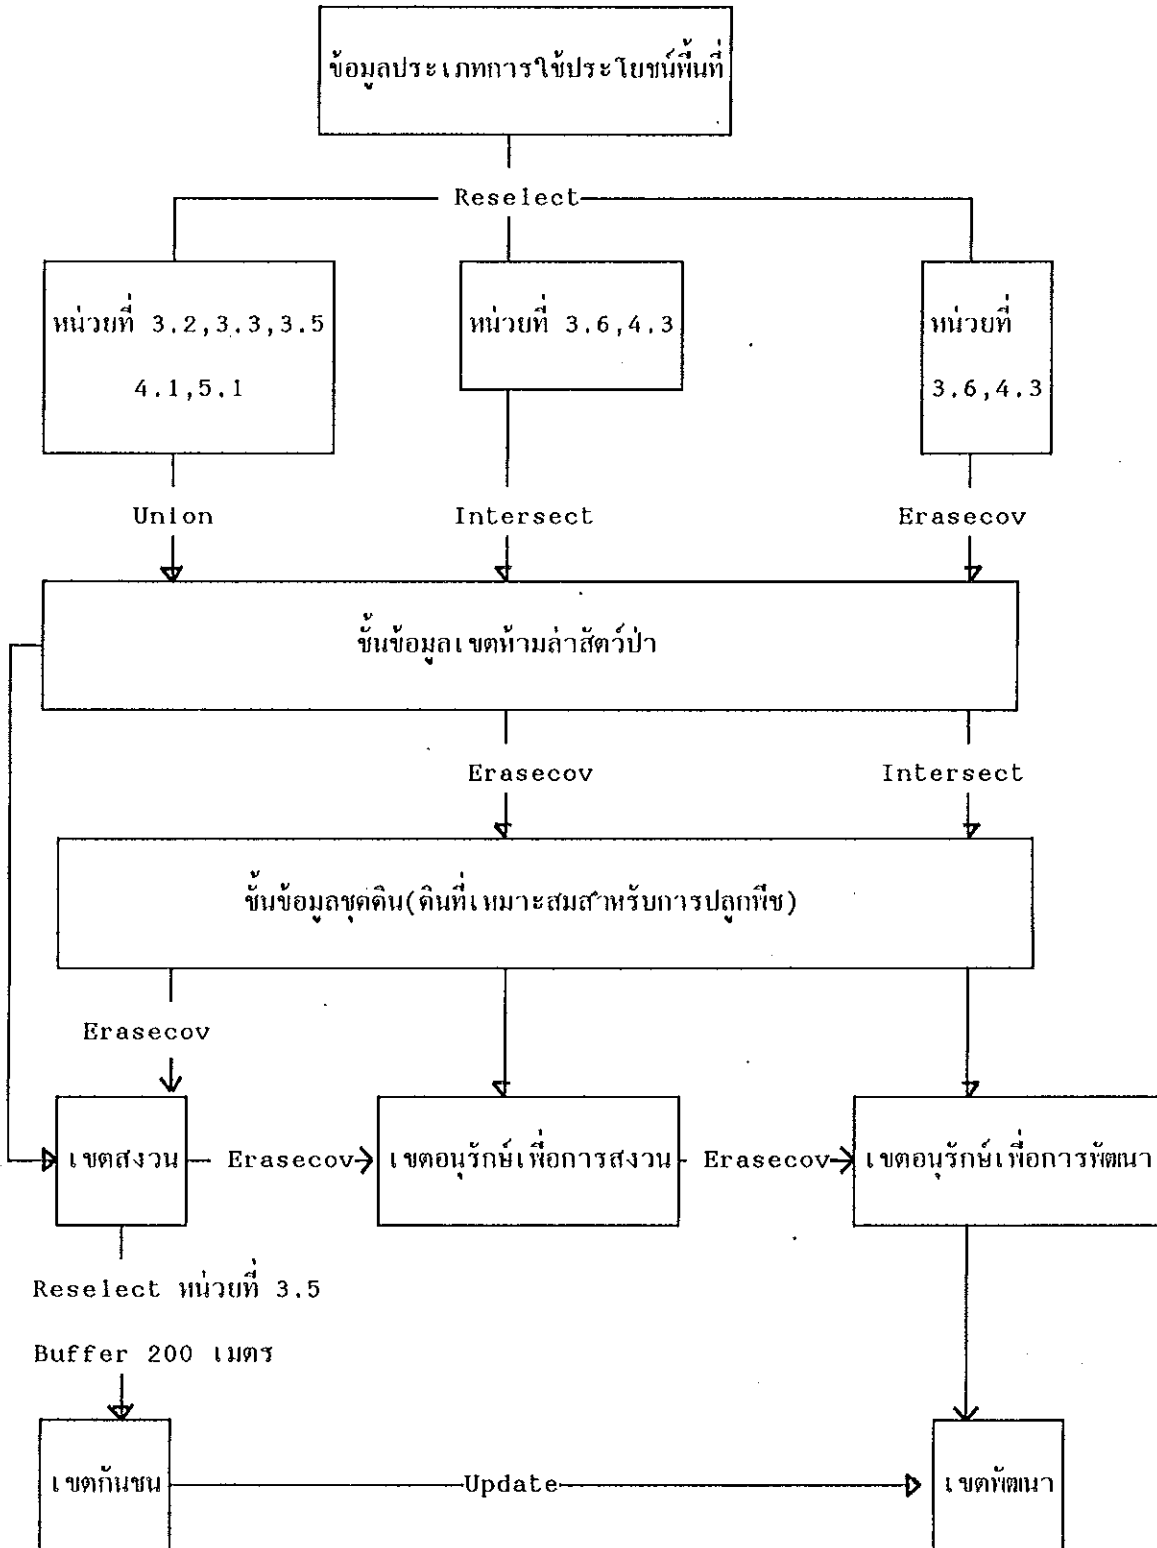 ข้อมูลประเภทการใช้ประโยชน์พื้นที่
Reselect
หน่วยที่ 3.2,3.3,3.5
4.1,5.1
หน่วยที่ 3.6,4.3
หน่วยที่
3.6,4.3
Union
Intersect
Erasecov
ชั้นข้อมูลเขตห้ามล่าสัตว์ป่า
Erasecov
Intersect
ชั้นข้อมูลชุดดิน(ดินที่เหมาะสมสำหรับการปลูกพืช)
Erasecov
เขตสงวน
Erasecov
เขตอนุรักษ์เพื่อการสงวน
Erasecov
เขตอนุรักษ์เพื่อการพัฒนา
Reselect หน่วยที่ 3.5
Buffer 200 เมตร
เขตกันชน
Update
เขตพัฒนา